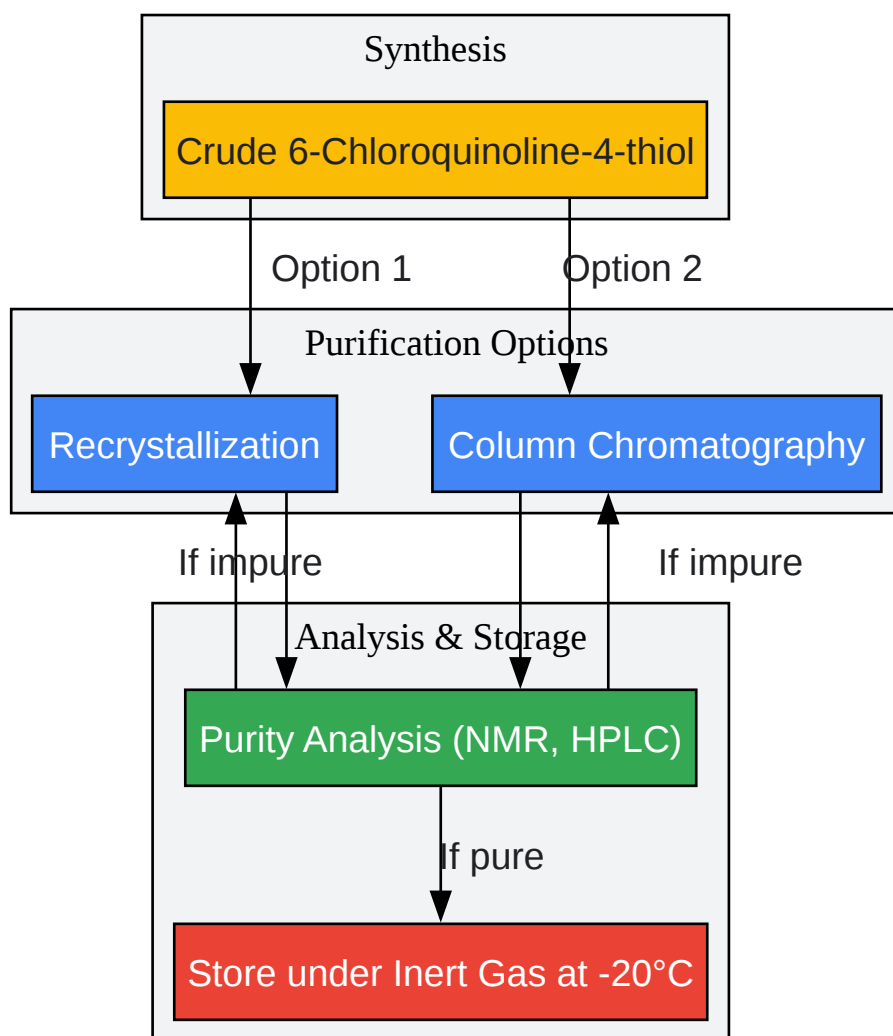 Synthesis
Crude 6-Chloroquinoline-4-thiol
Option 1
Option 2
Purification Options
Recrystallization
Column Chromatography
If impure
If impure
Analysis & Storage
Purity Analysis (NMR, HPLC)
If pure
Store under Inert Gas at -20°C